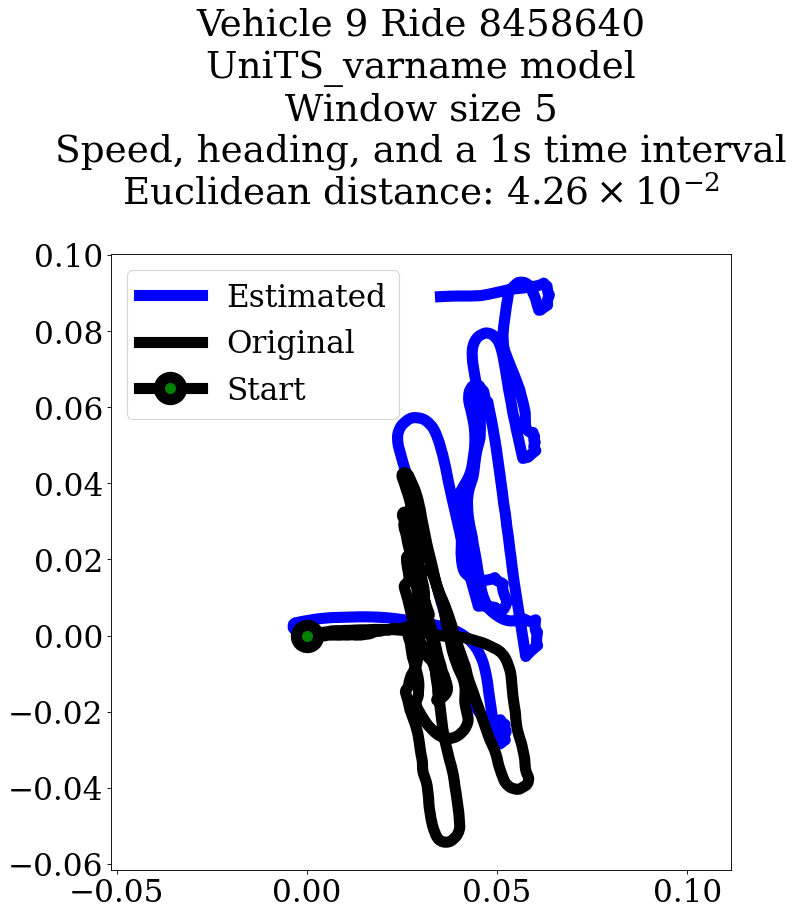 Vehicle 9 Ride 8458640
UniTS_varname model
Window size 5
Speed, heading, and a 1s time interval
Euclidean distance: 4.26 × 10⁻²
0.10
Estimated
0.08
Original
Start
0.06
0.04
0.02
0.00
−0.02
−0.04
−0.06
−0.05 0.00 0.05 0.10